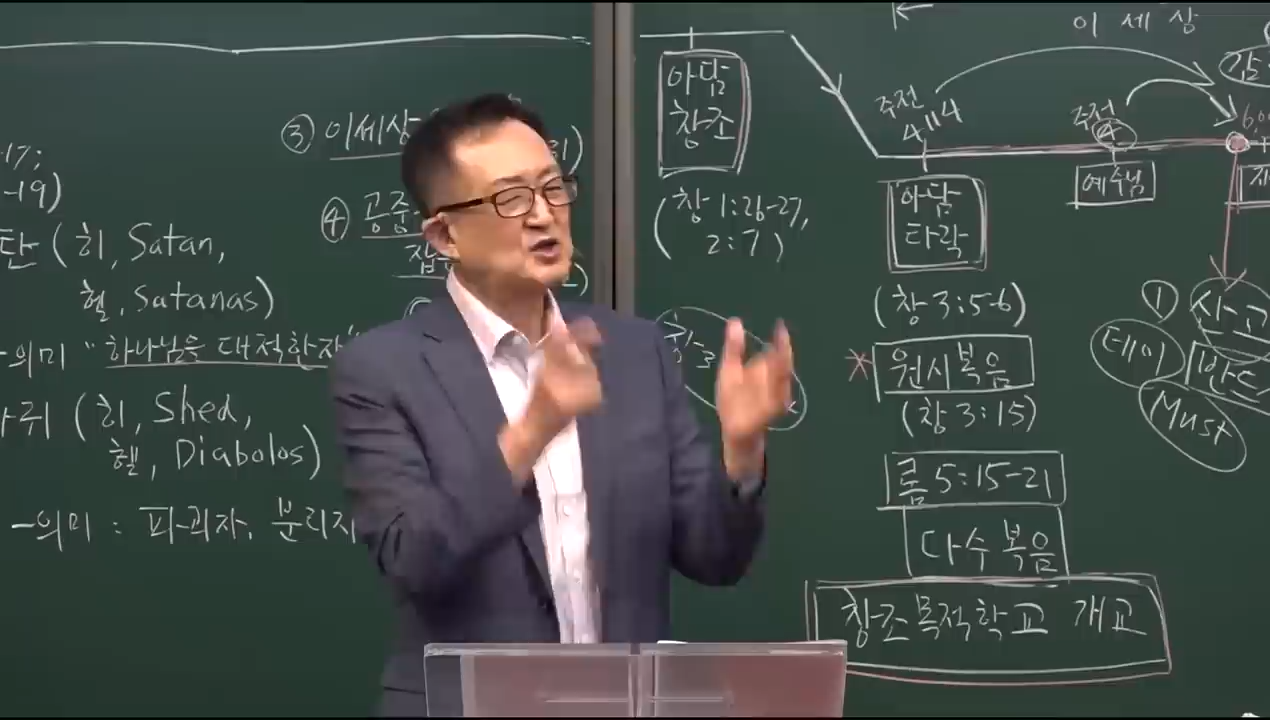 17;
-19)
탄 (히, Satan,
헬, Satanas)
-의미 "하나님을 대적한자"
귀 (히, Shed,
헬, Diabolos)
-의미 : 파괴자, 분리자
③ 이세상
④ 공중
아담
창조
(창 1:26-27,
2:7)
이 세 상
주전
4114
주전
④
예수님
아담
타락
(창 3:5-6)
* 원시복음
(창 3:15)
롬 5:15-21
다수 복음
창조목적학교 개교
①
테이
Must